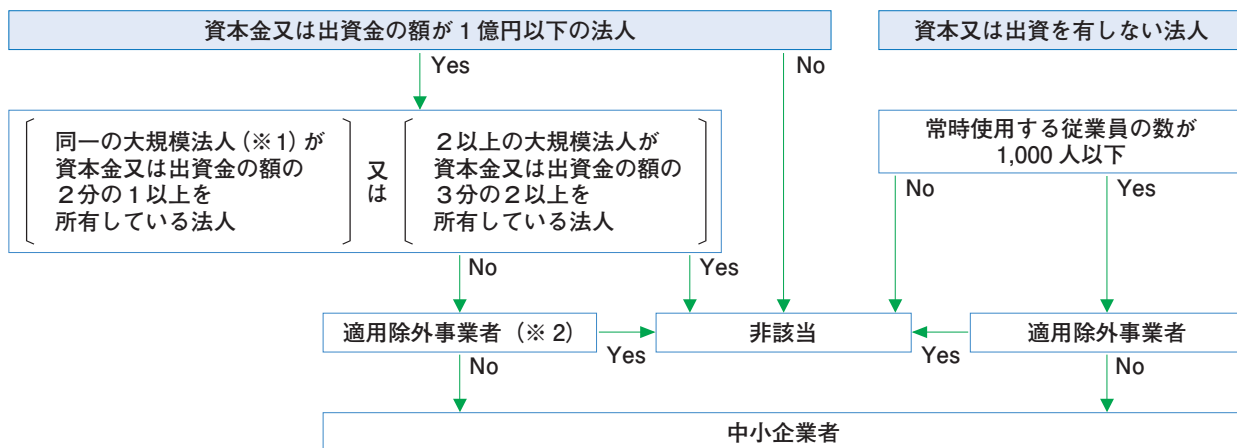 資本金又は出資金の額が1億円以下の法人
資本又は出資を有しない法人
Yes
No
同一の大規模法人(※1)が
資本金又は出資金の額の
2分の1以上を
所有している法人
又は
2以上の大規模法人が
資本金又は出資金の額の
3分の2以上を
所有している法人
常時使用する従業員の数が
1,000人以下
No
Yes
No
Yes
適用除外事業者(※2)
Yes
非該当
Yes
適用除外事業者
No
No
中小企業者